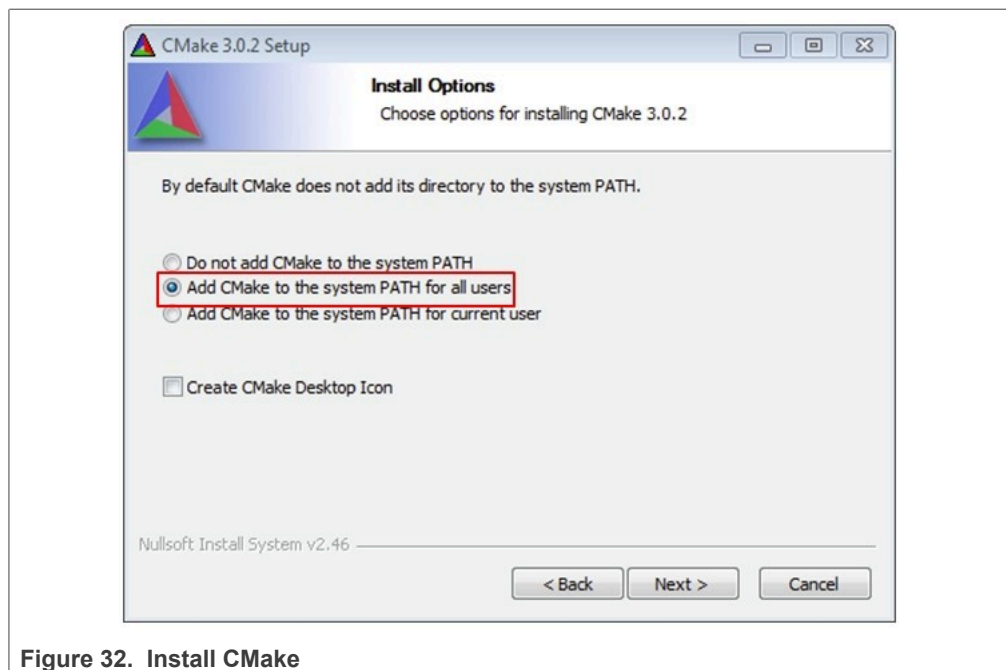 CMake 3.0.2 Setup
Install Options
Choose options for installing CMake 3.0.2
By default CMake does not add its directory to the system PATH.
Do not add CMake to the system PATH
Add CMake to the system PATH for all users
Add CMake to the system PATH for current user
Create CMake Desktop Icon
Nullsoft Install System v2.46
< Back Next > Cancel
Figure 32. Install CMake